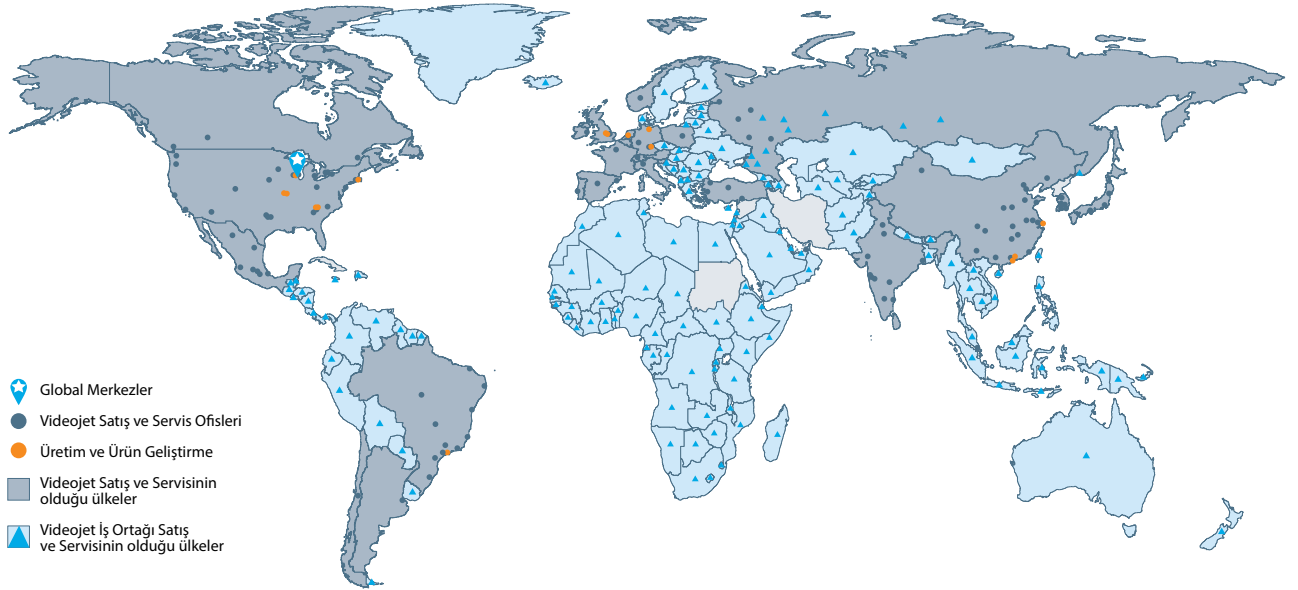 Global Merkezler
Videojet Satış ve Servis Ofisleri
Üretim ve Ürün Geliştirme
Videojet Satış ve Servisinin
olduğu ülkeler
Videojet İş Ortağı Satış
ve Servisinin olduğu ülkeler